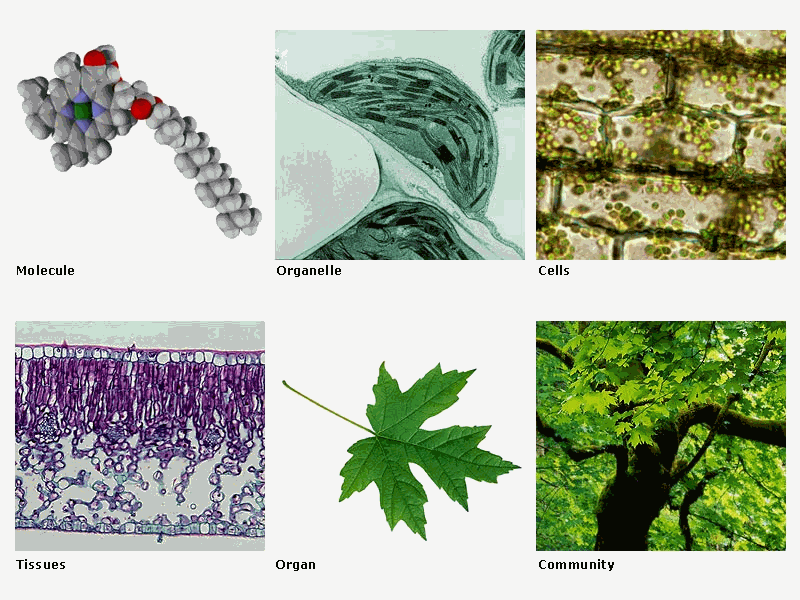 Molecule
Organelle
Cells
Tissues
Organ
Community